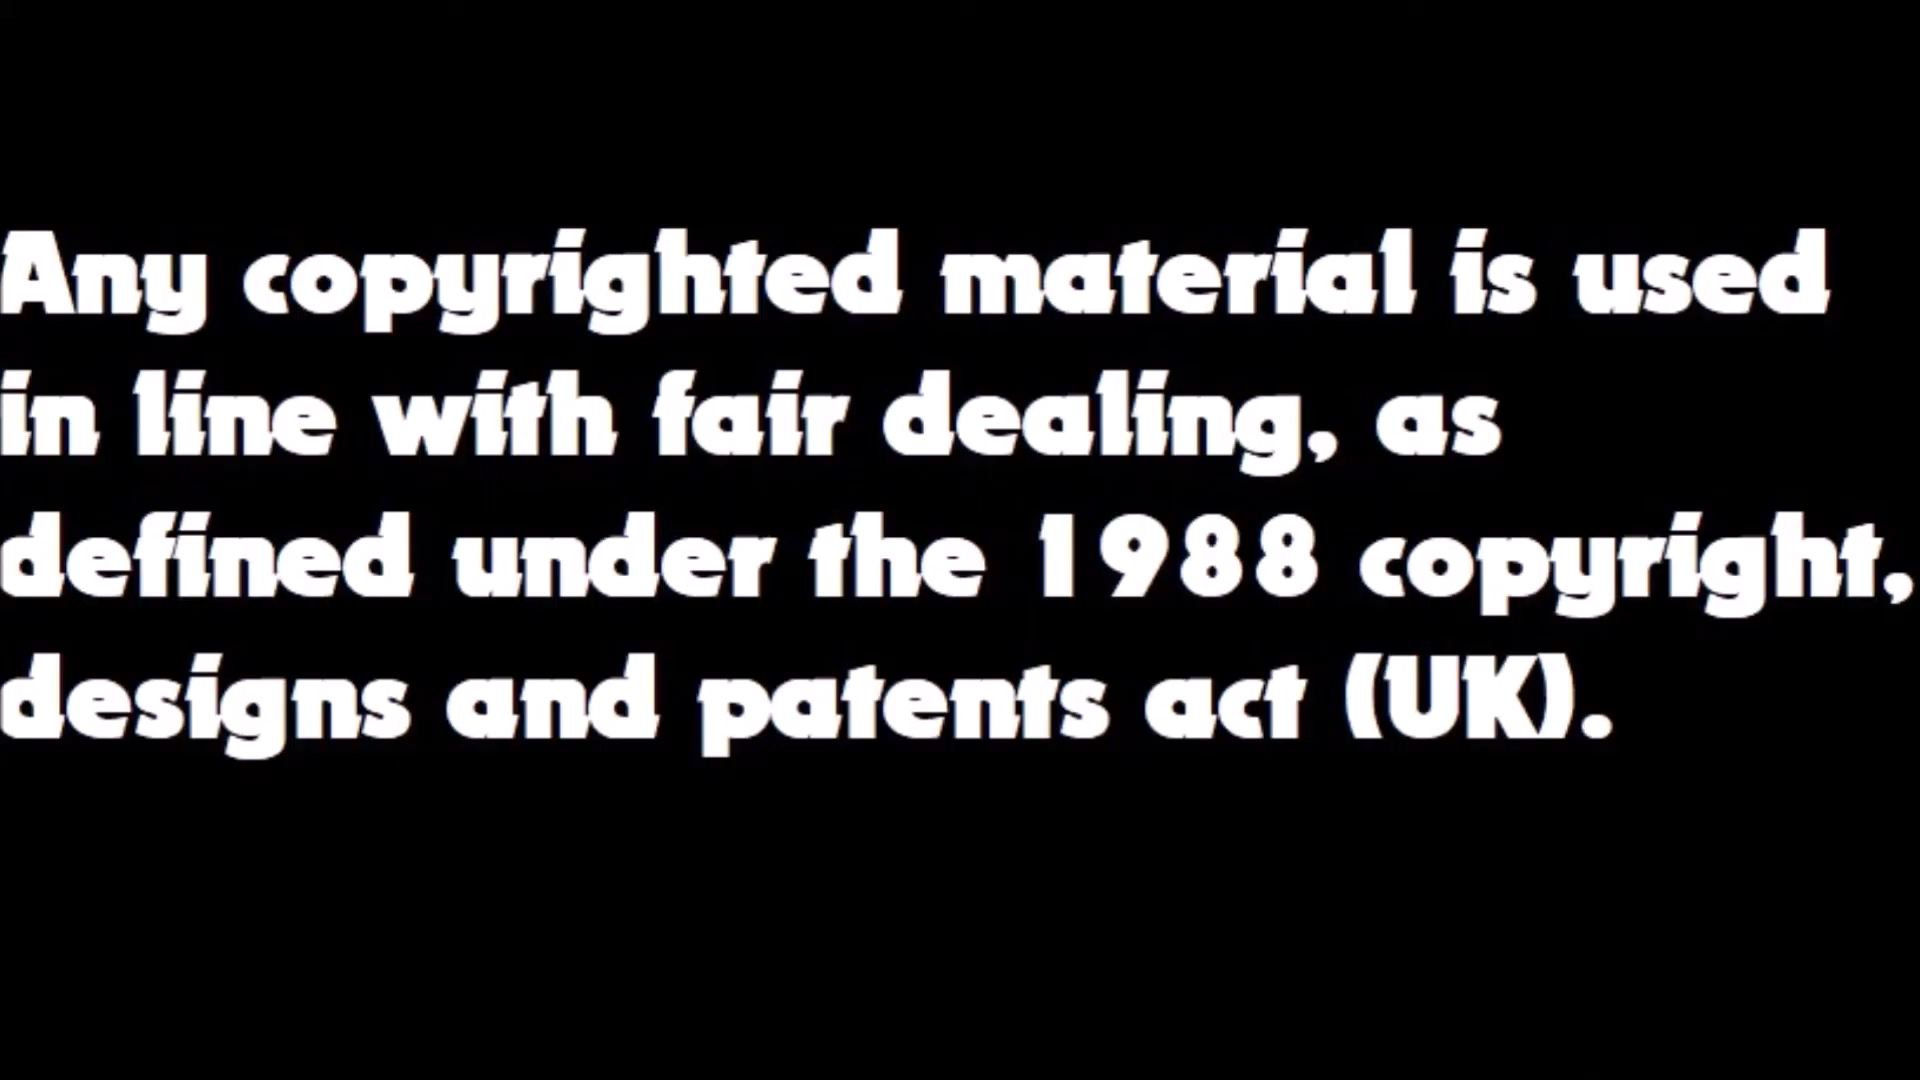 Any copyrighted material is used
in line with fair dealing, as
defined under the 1988 copyright,
designs and patents act (UK).